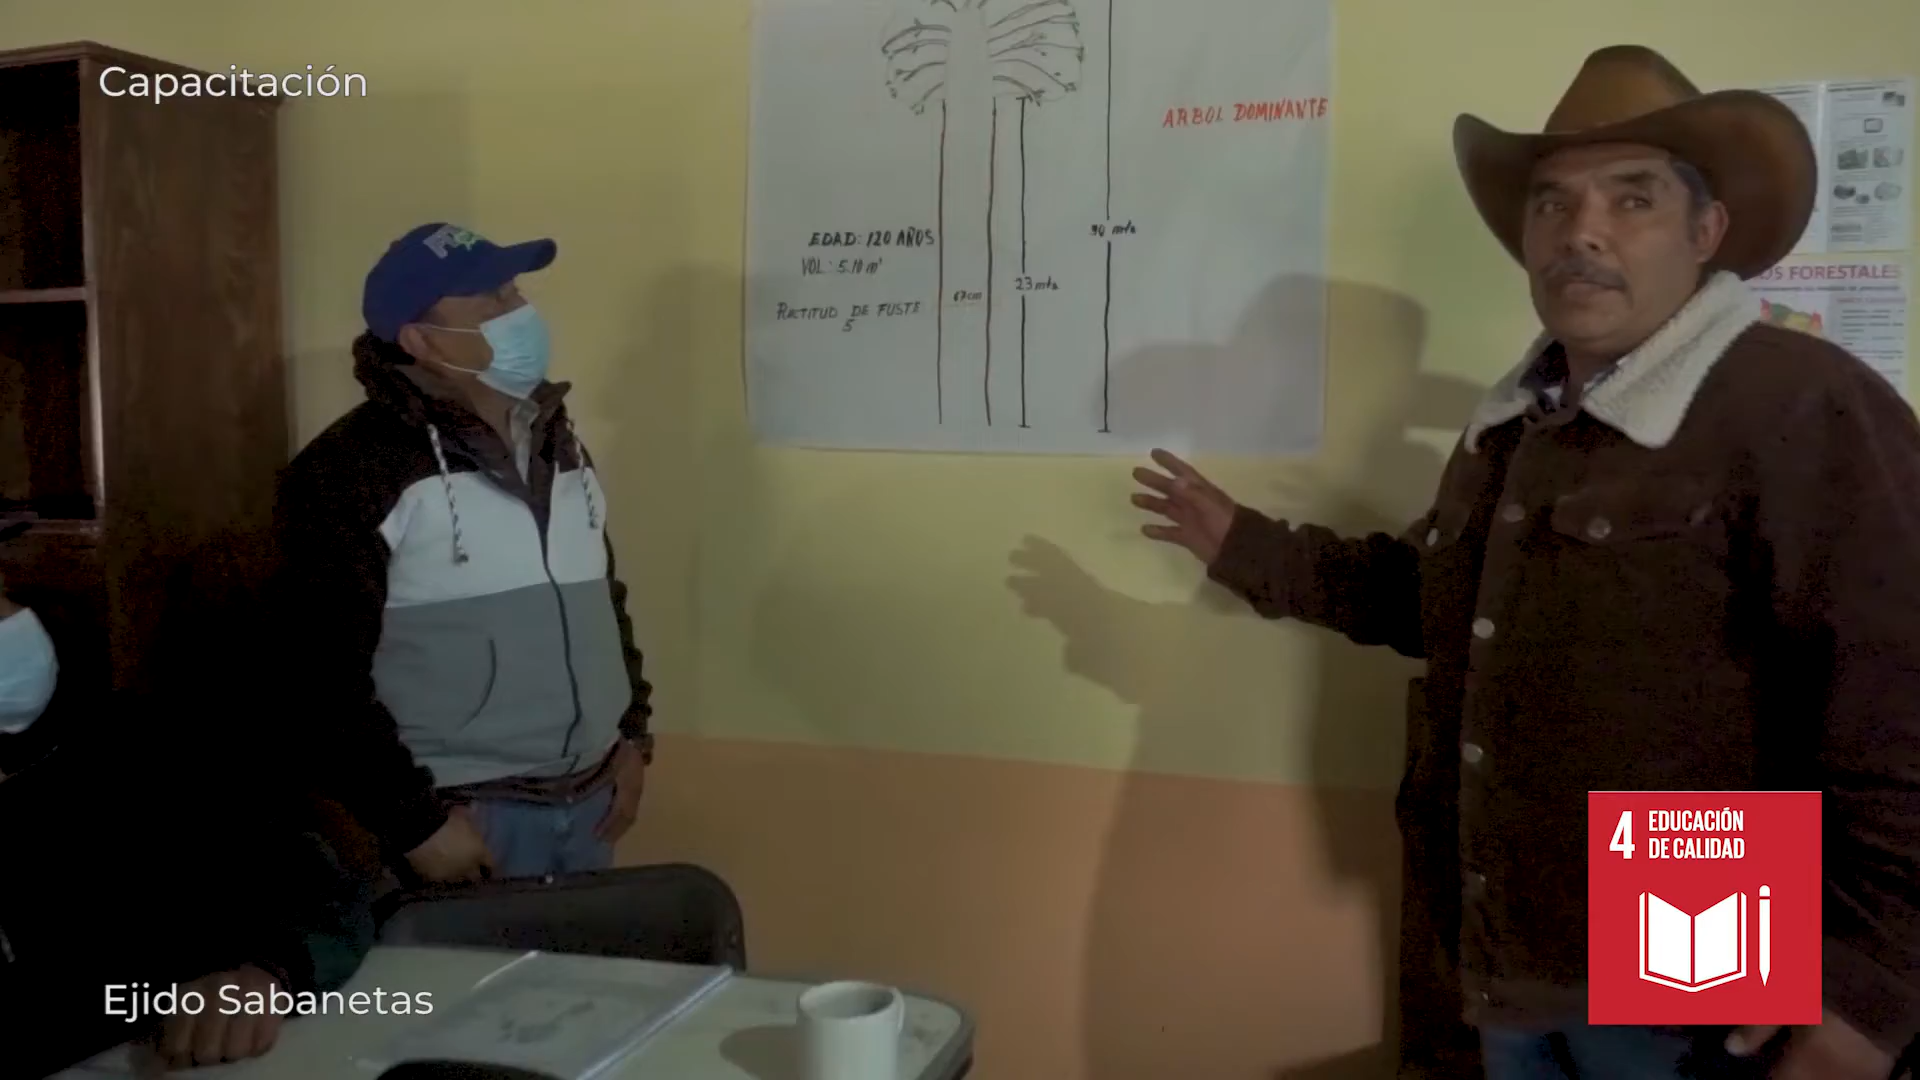 Capacitación
ARBOL DOMINANTE
EDAD: 120 AÑOS
VOL: 5.10 m³
RECTITUD DE FUSTE
5
67cm
23 mts
30 mts
OS FORESTALES
4 EDUCACIÓN
DE CALIDAD
Ejido Sabanetas